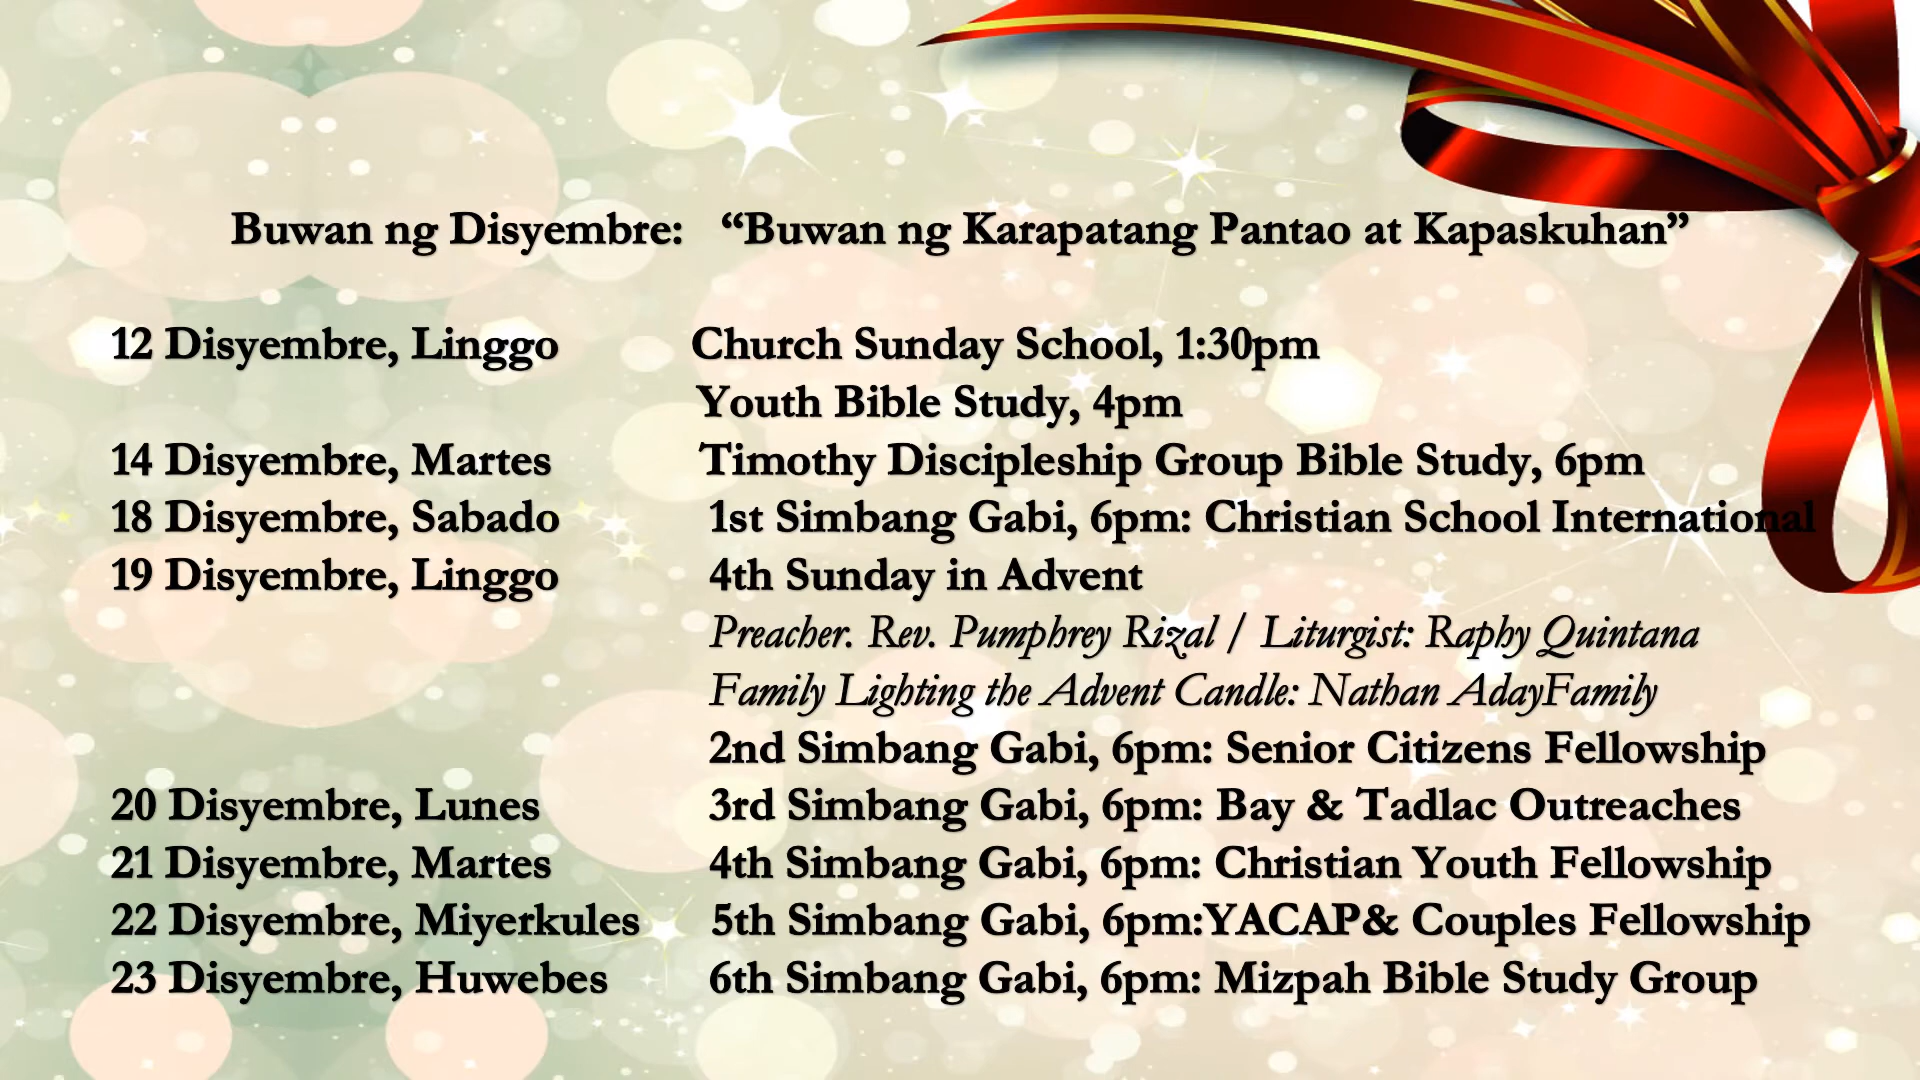 Buwan ng Disyembre: “Buwan ng Karapatang Pantao at Kapaskuhan”
12 Disyembre, Linggo Church Sunday School, 1:30pm
Youth Bible Study, 4pm
14 Disyembre, Martes Timothy Discipleship Group Bible Study, 6pm
18 Disyembre, Sabado 1st Simbang Gabi, 6pm: Christian School International
19 Disyembre, Linggo 4th Sunday in Advent
Preacher. Rev. Pumphrey Rizal / Liturgist: Raphy Quintana
Family Lighting the Advent Candle: Nathan AdayFamily
2nd Simbang Gabi, 6pm: Senior Citizens Fellowship
20 Disyembre, Lunes 3rd Simbang Gabi, 6pm: Bay & Tadlac Outreaches
21 Disyembre, Martes 4th Simbang Gabi, 6pm: Christian Youth Fellowship
22 Disyembre, Miyerkules 5th Simbang Gabi, 6pm:YACAP& Couples Fellowship
23 Disyembre, Huwebes 6th Simbang Gabi, 6pm: Mizpah Bible Study Group